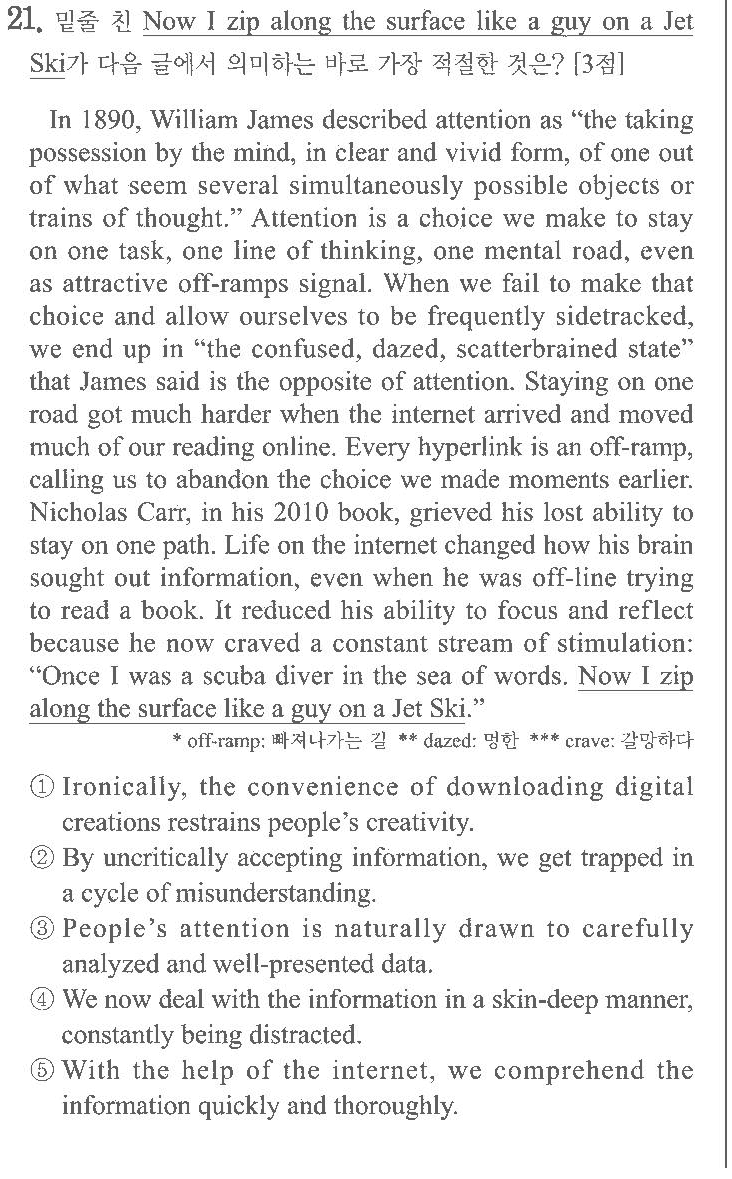 21. 밑줄 친 Now I zip along the surface like a guy on a Jet
Ski가 다음 글에서 의미하는 바로 가장 적절한 것은? [3점]
In 1890, William James described attention as “the taking
possession by the mind, in clear and vivid form, of one out
of what seem several simultaneously possible objects or
trains of thought.” Attention is a choice we make to stay
on one task, one line of thinking, one mental road, even
as attractive off-ramps signal. When we fail to make that
choice and allow ourselves to be frequently sidetracked,
we end up in “the confused, dazed, scatterbrained state”
that James said is the opposite of attention. Staying on one
road got much harder when the internet arrived and moved
much of our reading online. Every hyperlink is an off-ramp,
calling us to abandon the choice we made moments earlier.
Nicholas Carr, in his 2010 book, grieved his lost ability to
stay on one path. Life on the internet changed how his brain
sought out information, even when he was off-line trying
to read a book. It reduced his ability to focus and reflect
because he now craved a constant stream of stimulation:
“Once I was a scuba diver in the sea of words. Now I zip
along the surface like a guy on a Jet Ski.”
* off-ramp: 빠져나가는 길 ** dazed: 멍한 *** crave: 갈망하다
① Ironically, the convenience of downloading digital
creations restrains people’s creativity.
② By uncritically accepting information, we get trapped in
a cycle of misunderstanding.
③ People’s attention is naturally drawn to carefully
analyzed and well-presented data.
④ We now deal with the information in a skin-deep manner,
constantly being distracted.
⑤ With the help of the internet, we comprehend the
information quickly and thoroughly.